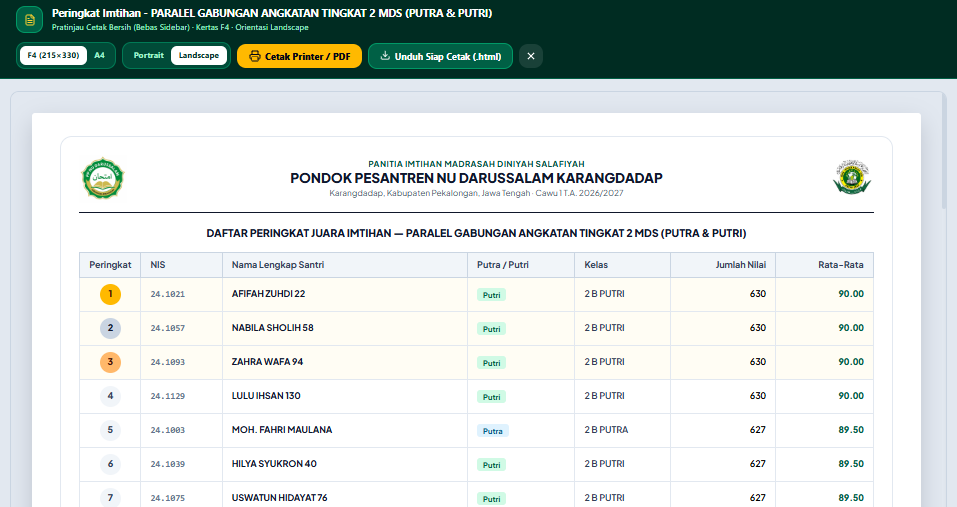 Peringkat Imtihan - PARALEL GABUNGAN ANGKATAN TINGKAT 2 MDS (PUTRA & PUTRI)
Pratinjau Cetak Bersih (Bebas Sidebar) · Kertas F4 · Orientasi Landscape
F4 (215×330) A4 Portrait Landscape Cetak Printer / PDF Unduh Siap Cetak (.html) ✕
PANITIA IMTIHAN MADRASAH DINIYAH SALAFIYAH
PONDOK PESANTREN NU DARUSSALAM KARANGDADAP
Karangdadap, Kabupaten Pekalongan, Jawa Tengah · Cawu 1 T.A. 2026/2027
DAFTAR PERINGKAT JUARA IMTIHAN — PARALEL GABUNGAN ANGKATAN TINGKAT 2 MDS (PUTRA & PUTRI)
Peringkat NIS Nama Lengkap Santri Putra / Putri Kelas Jumlah Nilai Rata-Rata
1 24.1021 AFIFAH ZUHDI 22 Putri 2 B PUTRI 630 90.00
2 24.1057 NABILA SHOLIH 58 Putri 2 B PUTRI 630 90.00
3 24.1093 ZAHRA WAFA 94 Putri 2 B PUTRI 630 90.00
4 24.1129 LULU IHSAN 130 Putri 2 B PUTRI 630 90.00
5 24.1003 MOH. FAHRI MAULANA Putra 2 B PUTRA 627 89.50
6 24.1039 HILYA SYUKRON 40 Putri 2 B PUTRI 627 89.50
7 24.1075 USWATUN HIDAYAT 76 Putri 2 B PUTRI 627 89.50